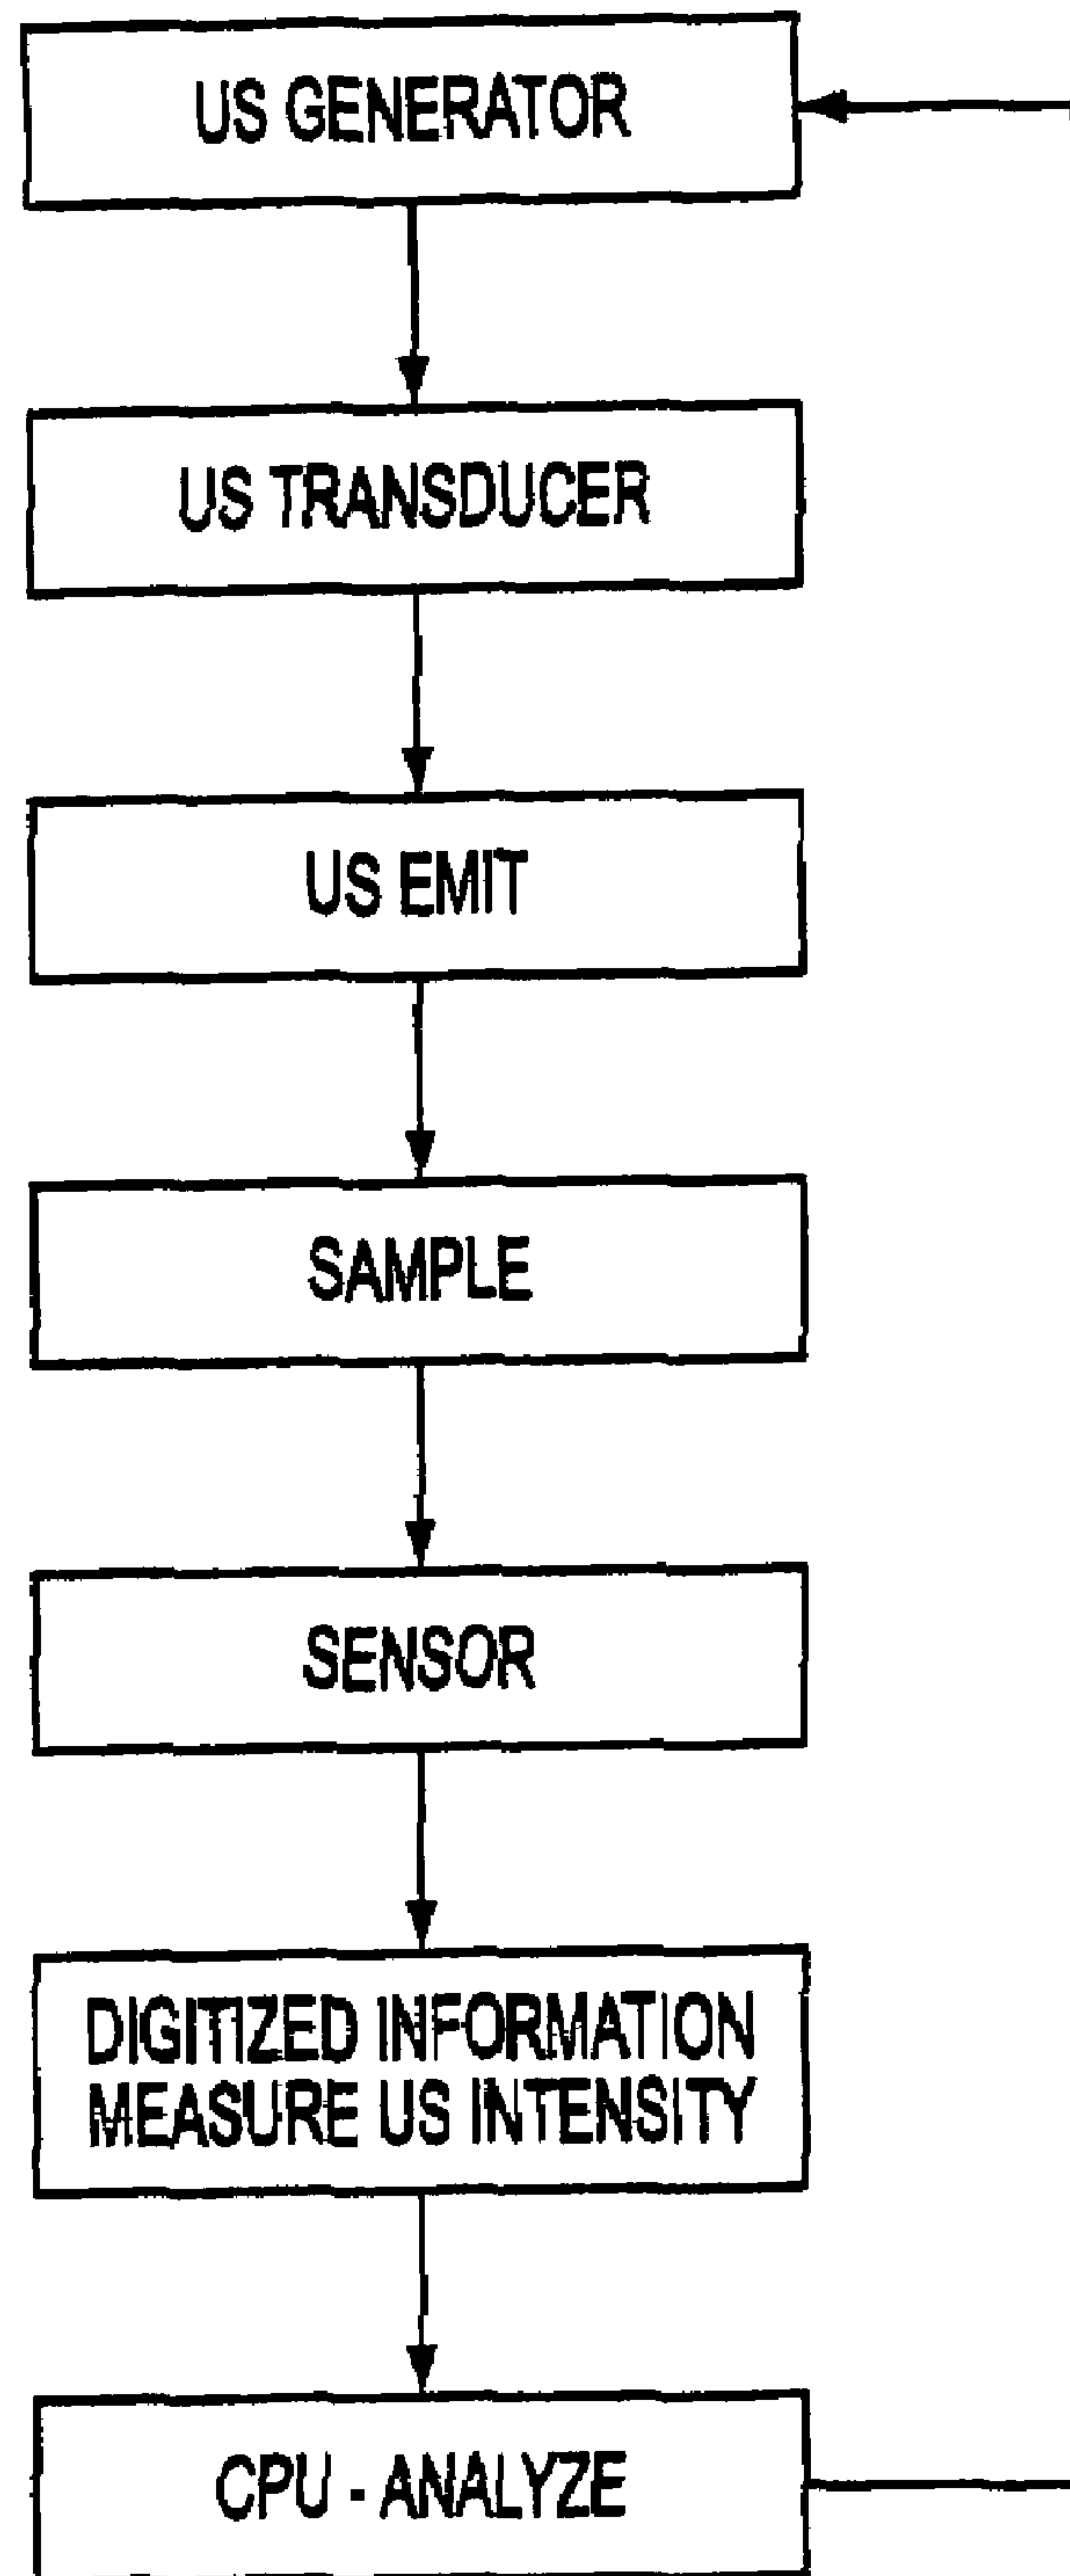 US GENERATOR
US TRANSDUCER
US EMIT
SAMPLE
SENSOR
DIGITIZED INFORMATION
MEASURE US INTENSITY
CPU - ANALYZE